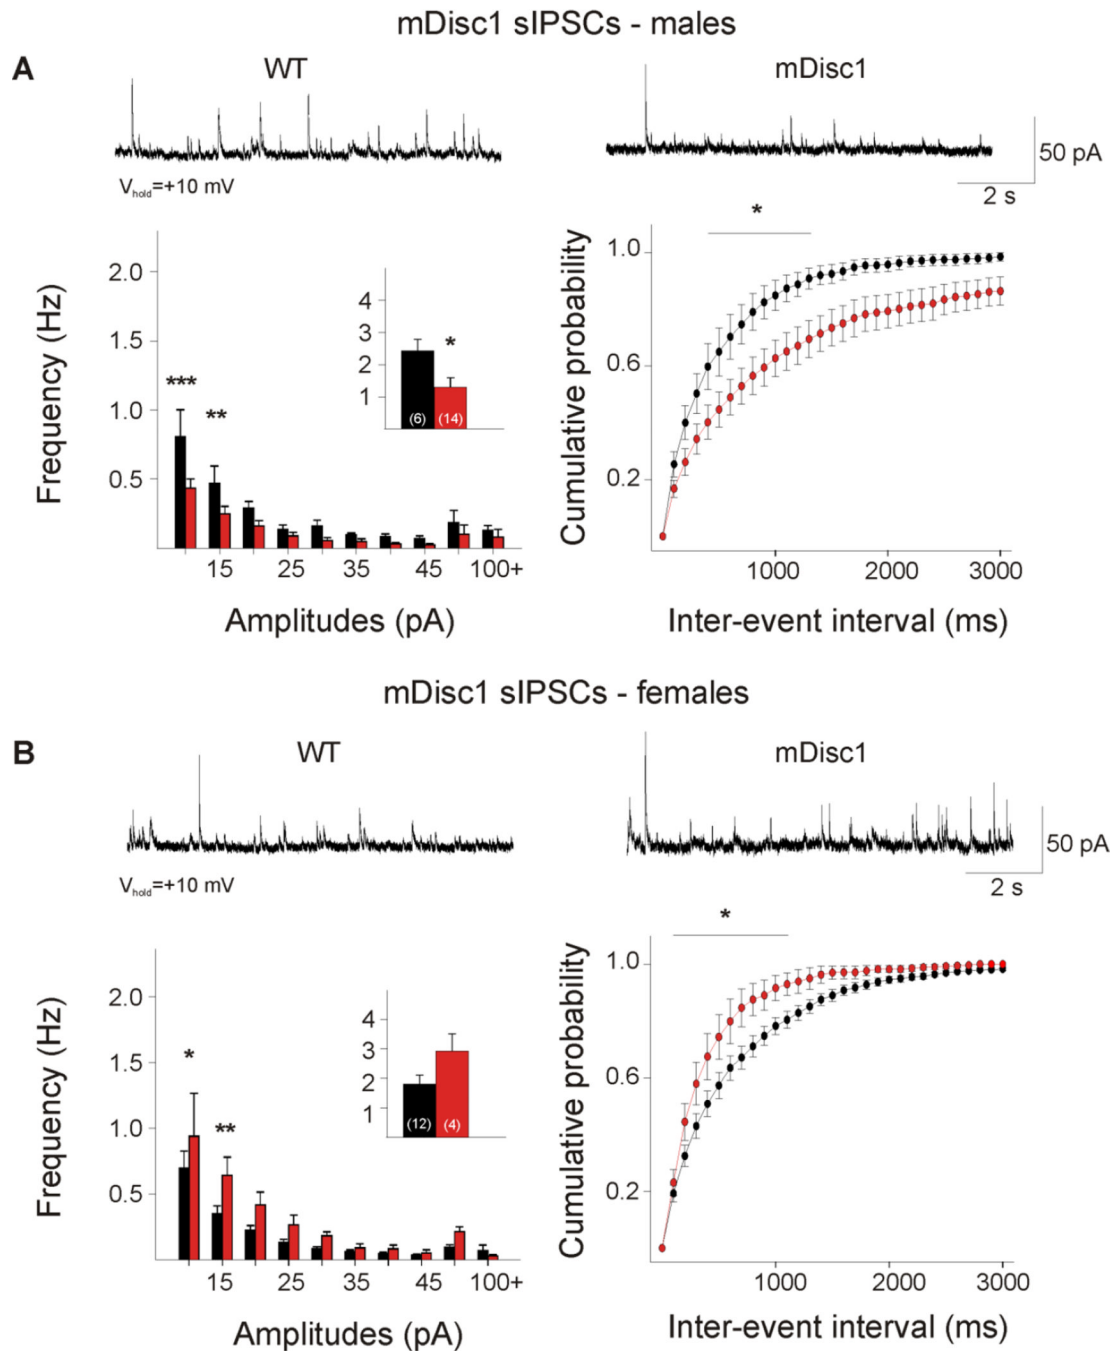 mDisc1 sIPSCs - males
A
WT
mDisc1
Vhold=+10 mV
50 pA
2 s
Frequency (Hz)
2.0
1.5
1.0
0.5
***
**
4
3
2
1
*
(6)
(14)
15
25
35
45
100+
Amplitudes (pA)
*
Cumulative probability
1.0
0.6
0.2
1000
2000
3000
Inter-event interval (ms)
mDisc1 sIPSCs - females
B
WT
mDisc1
Vhold=+10 mV
50 pA
2 s
Frequency (Hz)
2.0
1.5
1.0
0.5
*
**
4
3
2
1
(12)
(4)
15
25
35
45
100+
Amplitudes (pA)
*
Cumulative probability
1.0
0.6
0.2
1000
2000
3000
Inter-event interval (ms)